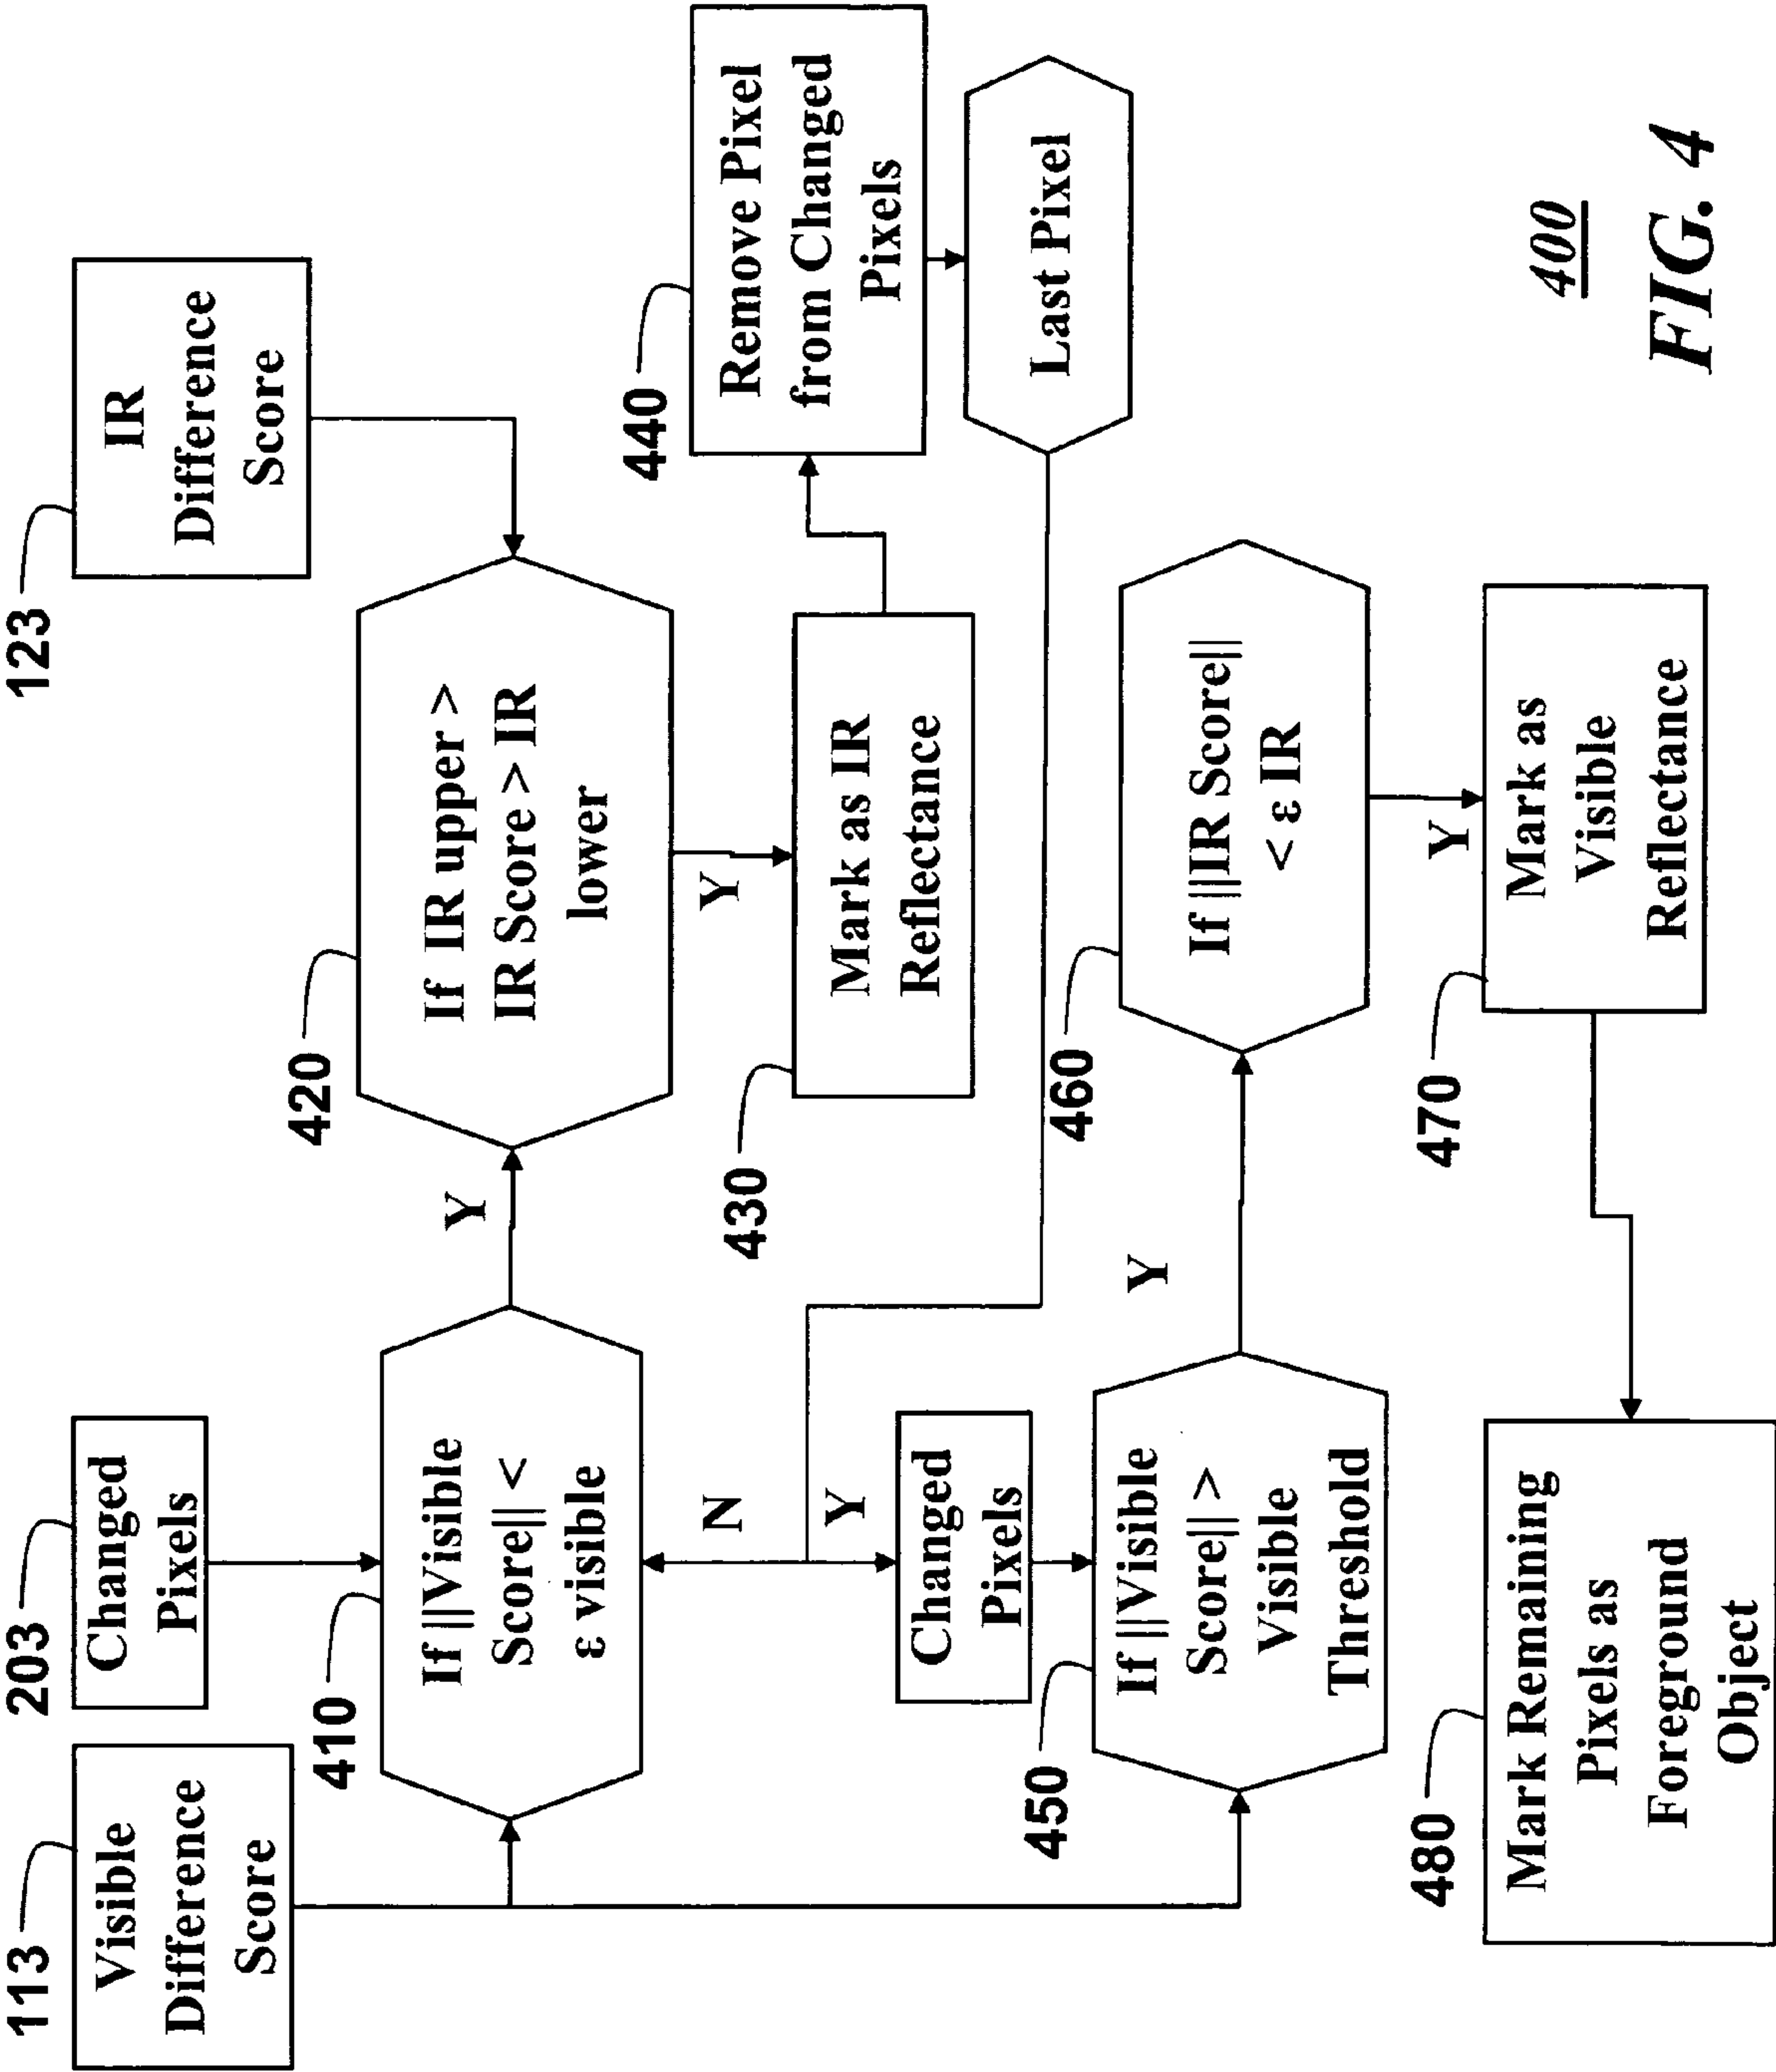 113
Visible
Difference
Score
203
Changed
Pixels
123
IR
Difference
Score
410
If ||Visible
Score|| <
ε visible
Y
420
If IR upper >
IR Score > IR
lower
Y
430
Mark as IR
Reflectance
440
Remove Pixel
from Changed
Pixels
Last Pixel
N
Y
Changed
Pixels
450
If ||Visible
Score|| >
Visible
Threshold
Y
460
If ||IR Score||
< ε IR
Y
470
Mark as
Visible
Reflectance
480
Mark Remaining
Pixels as
Foreground
Object
400
FIG. 4